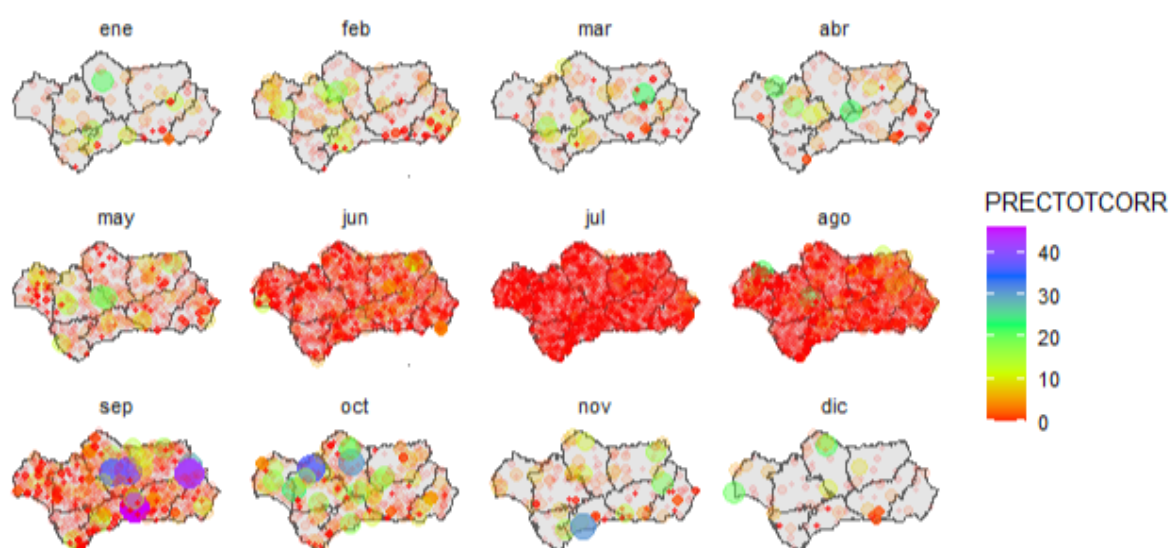 ene
feb
mar
abr
may
jun
jul
ago
PRECTOTCORR
40
30
20
10
0
sep
oct
nov
dic